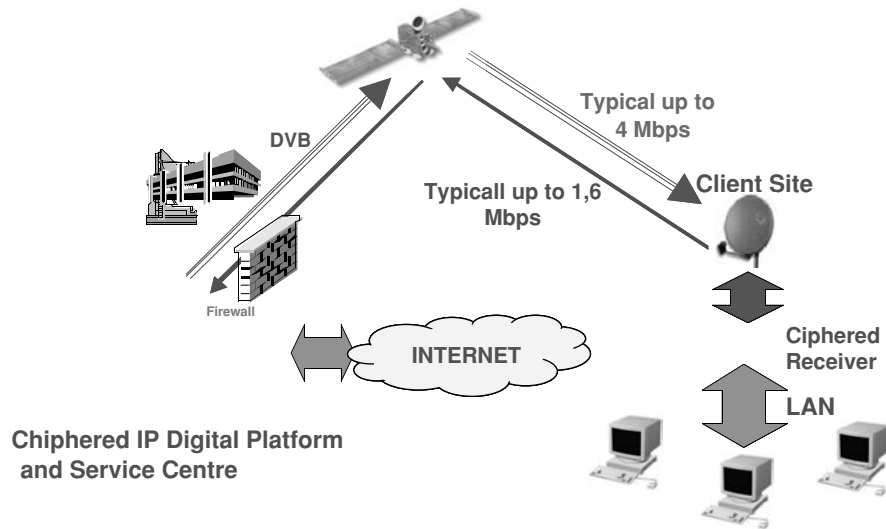 DVB
Typical up to
4 Mbps
Typicall up to 1,6
Mbps
Client Site
Firewall
INTERNET
Ciphered
Receiver
LAN
Chiphered IP Digital Platform
and Service Centre